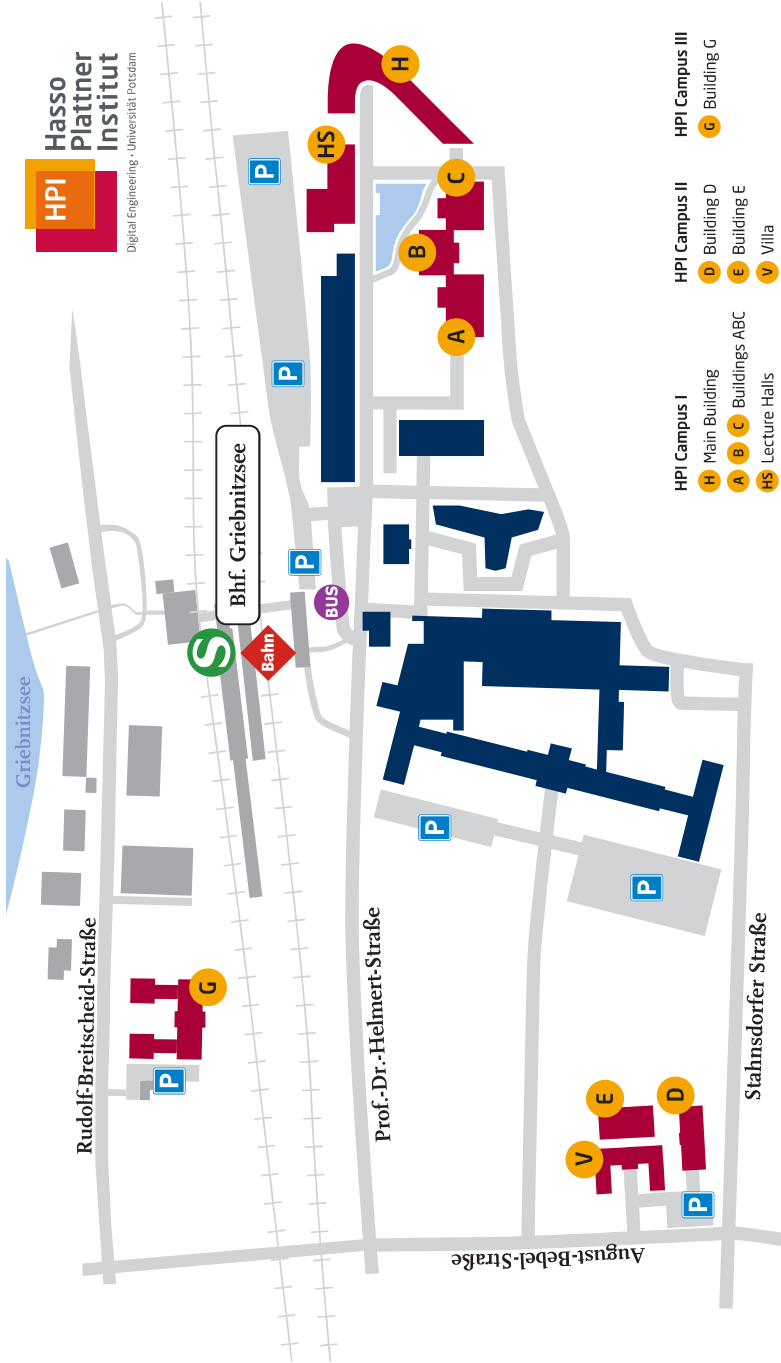 HPI
Hasso
Plattner
Institut
Digital Engineering • Universität Potsdam
Griebnitzsee
Rudolf-Breitscheid-Straße
G
P
S
Bahn
Bhf. Griebnitzsee
BUS
P
P
P
HS
H
A
B
C
Prof.-Dr.-Helmert-Straße
P
P
August-Bebel-Straße
V
E
D
P
Stahnsdorfer Straße
HPI Campus I
H Main Building
A B C Buildings ABC
HS Lecture Halls
HPI Campus II
D Building D
E Building E
V Villa
HPI Campus III
G Building G